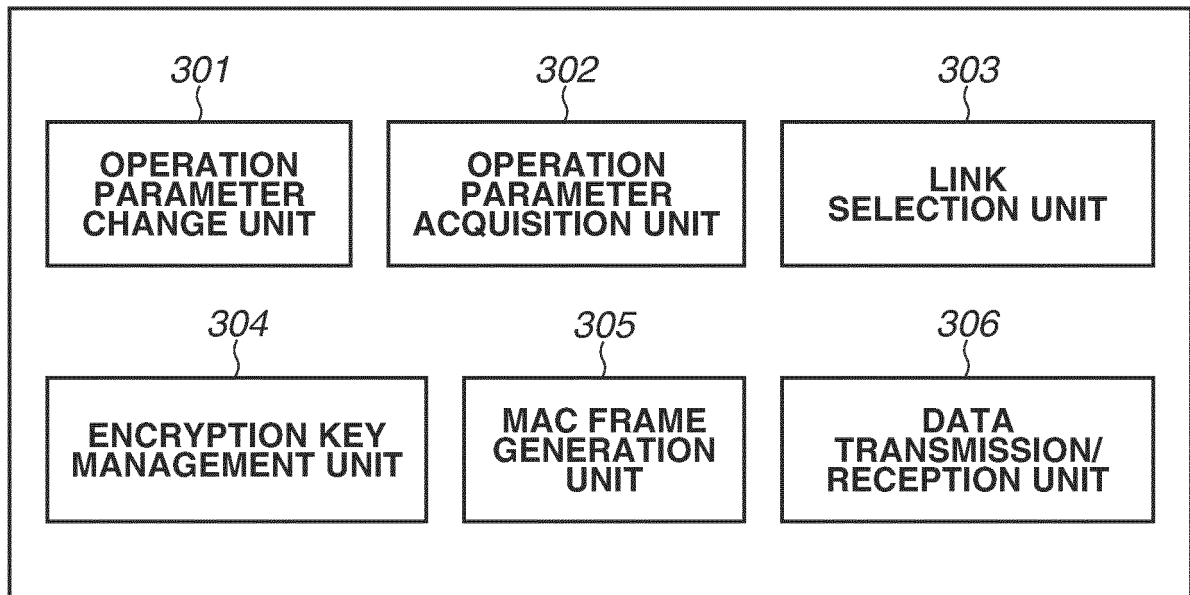 301
OPERATION
PARAMETER
CHANGE UNIT
302
OPERATION
PARAMETER
ACQUISITION UNIT
303
LINK
SELECTION UNIT
304
ENCRYPTION KEY
MANAGEMENT UNIT
305
MAC FRAME
GENERATION
UNIT
306
DATA
TRANSMISSION/
RECEPTION UNIT